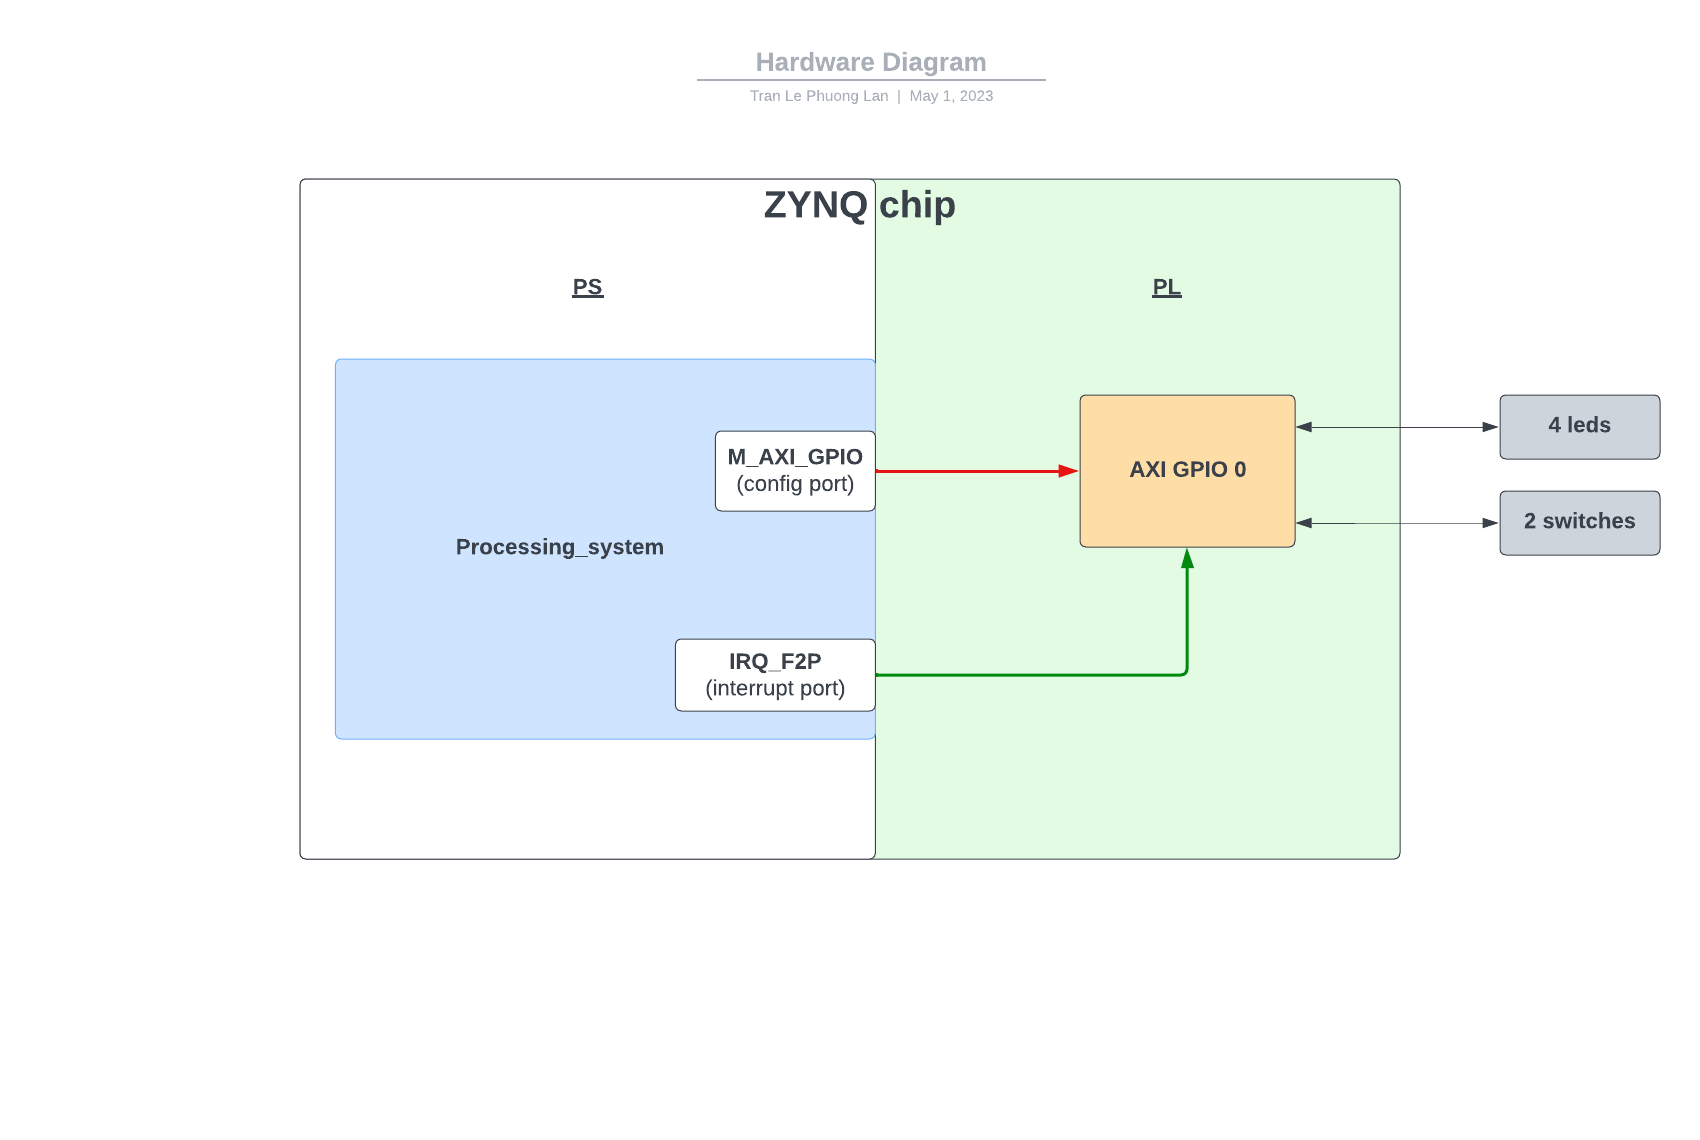 Hardware Diagram
Tran Le Phuong Lan | May 1, 2023
ZYNQ chip
PS
PL
M_AXI_GPIO
(config port)
AXI GPIO 0
4 leds
2 switches
Processing_system
IRQ_F2P
(interrupt port)